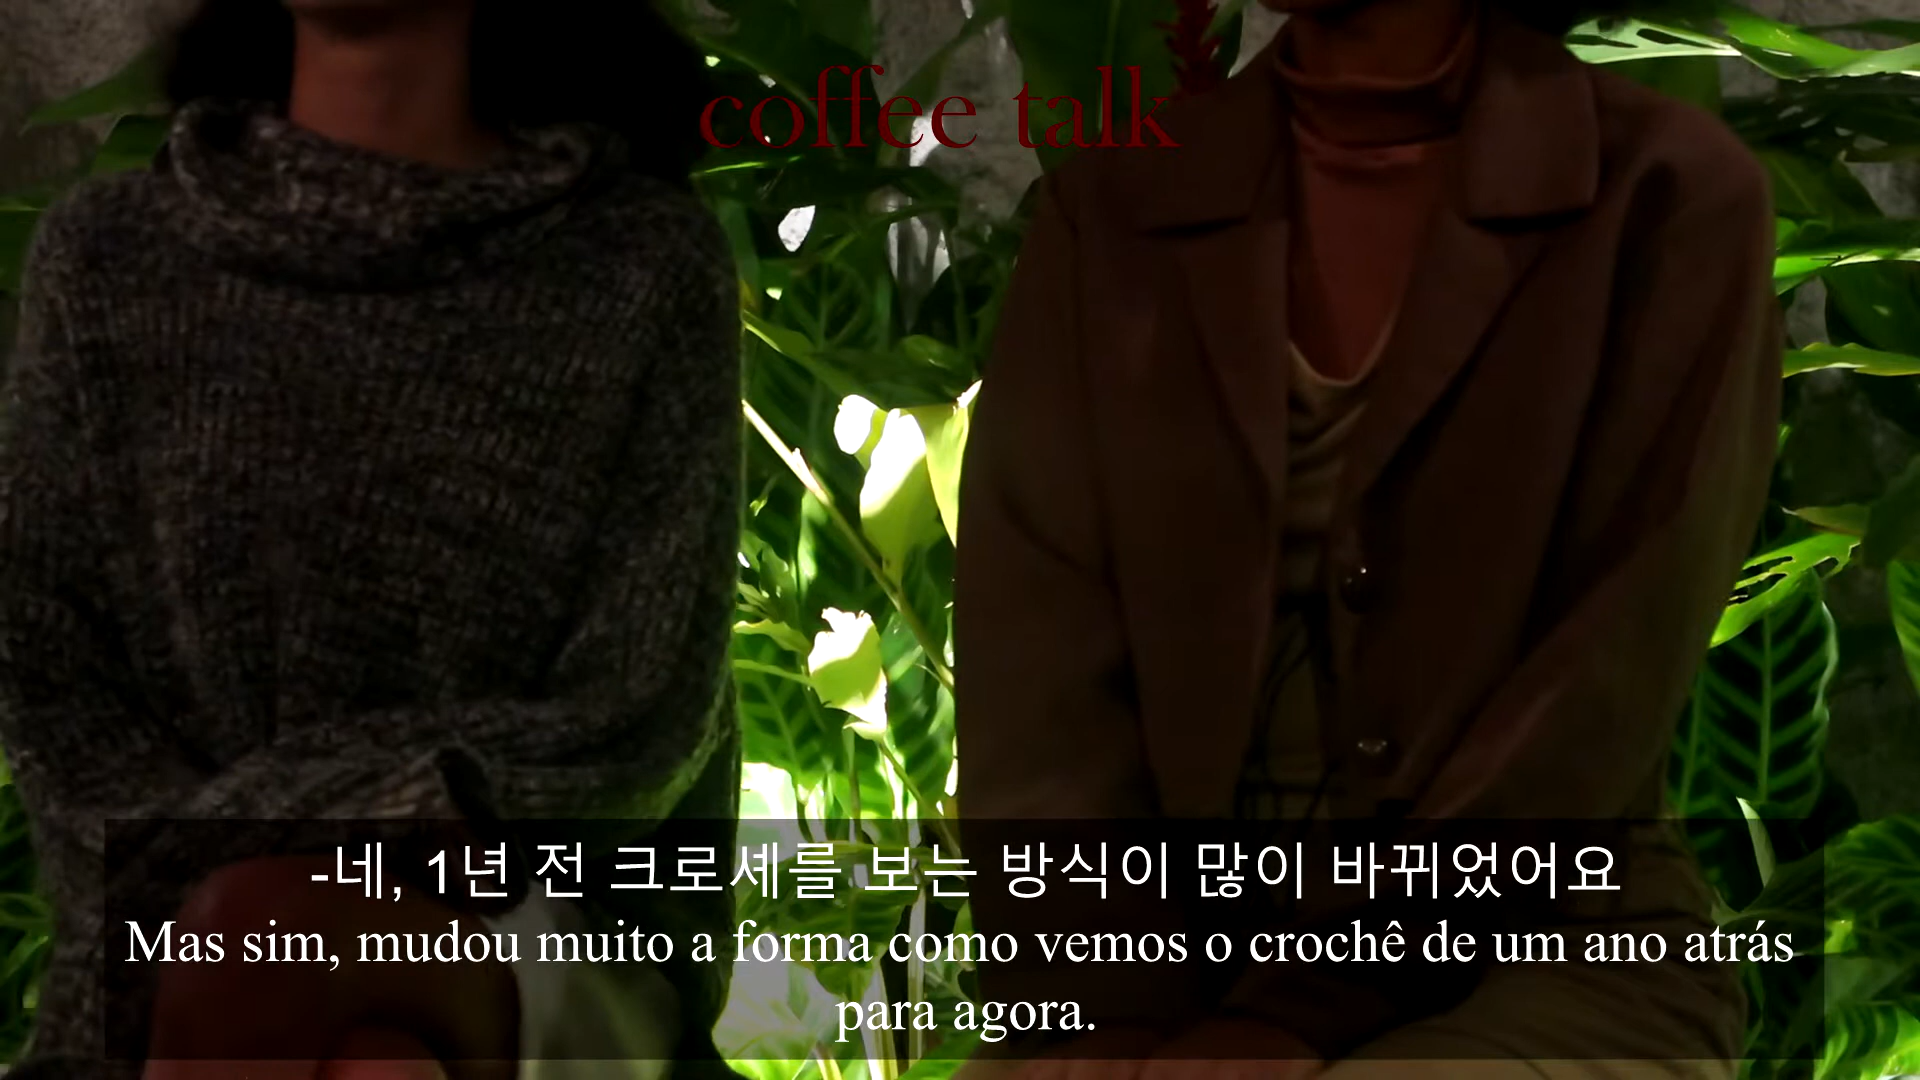 coffee talk
-네, 1년 전 크로셰를 보는 방식이 많이 바뀌었어요
Mas sim, mudou muito a forma como vemos o crochê de um ano atrás
para agora.